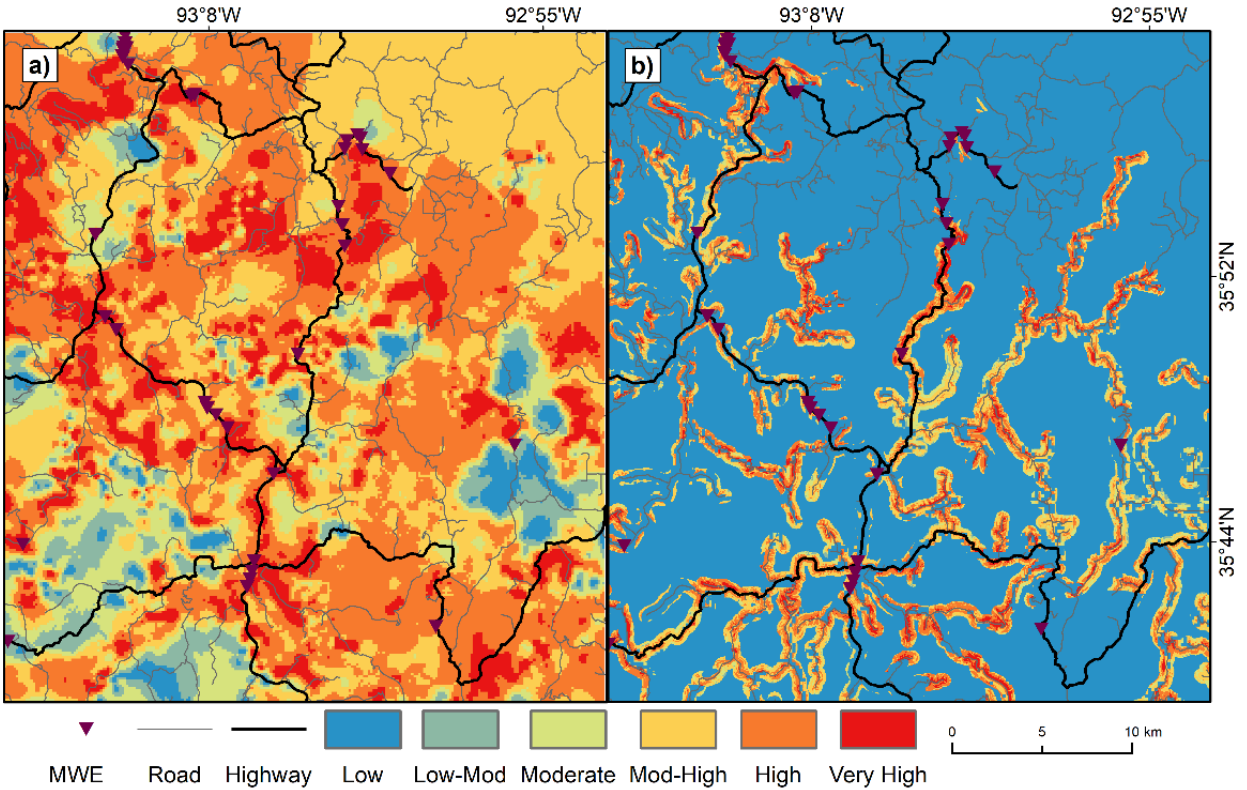 93°8'W 92°55'W 93°8'W 92°55'W
a) b)
35°52'N
35°44'N
0 5 10 km
MWE Road Highway Low Low-Mod Moderate Mod-High High Very High